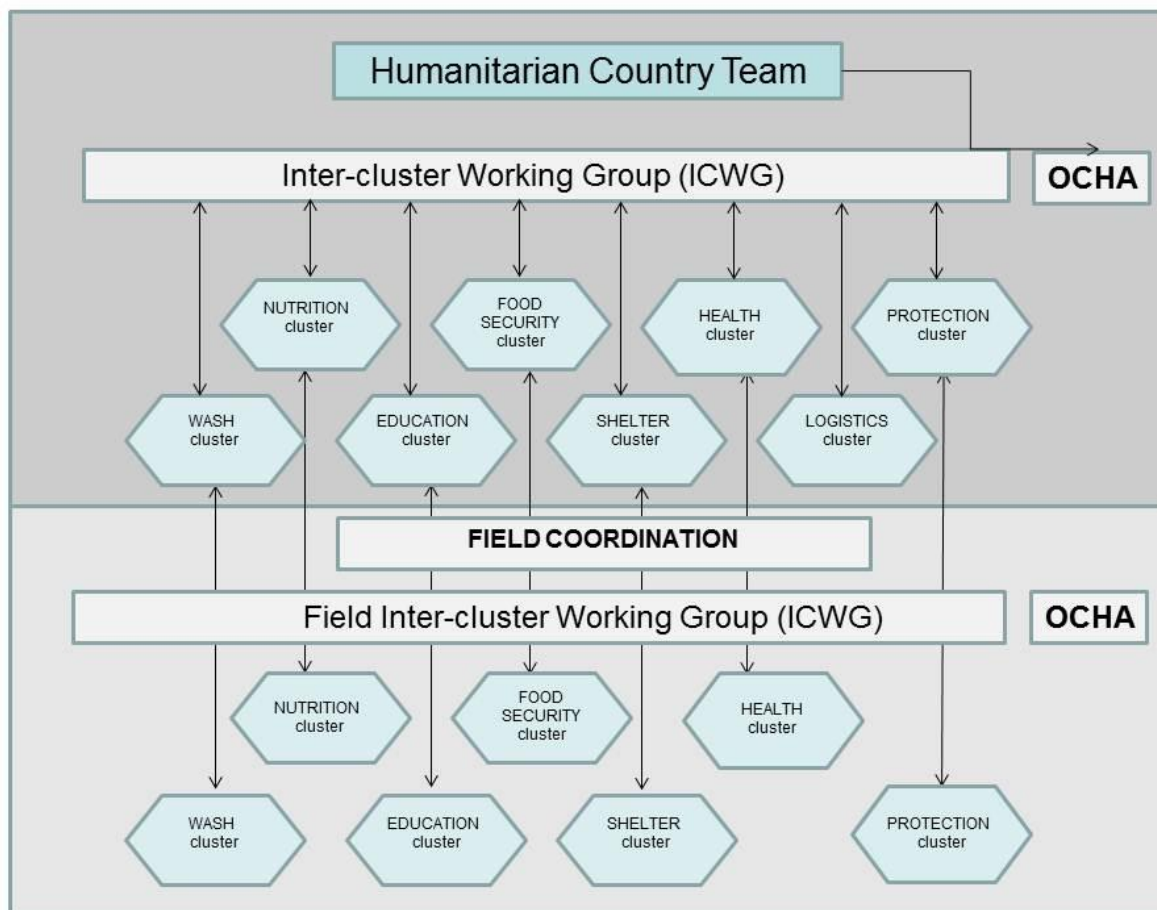 Humanitarian Country Team
Inter-cluster Working Group (ICWG)
OCHA
NUTRITION
cluster
FOOD
SECURITY
cluster
HEALTH
cluster
PROTECTION
cluster
WASH
cluster
EDUCATION
cluster
SHELTER
cluster
LOGISTICS
cluster
FIELD COORDINATION
Field Inter-cluster Working Group (ICWG)
OCHA
NUTRITION
cluster
FOOD
SECURITY
cluster
HEALTH
cluster
WASH
cluster
EDUCATION
cluster
SHELTER
cluster
PROTECTION
cluster